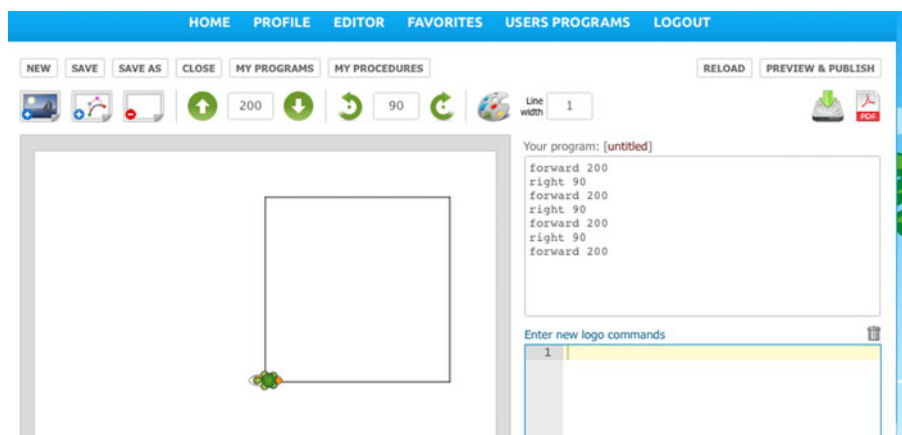 HOME PROFILE EDITOR FAVORITES USERS PROGRAMS LOGOUT
NEW SAVE SAVE AS CLOSE MY PROGRAMS MY PROCEDURES RELOAD PREVIEW & PUBLISH
200 90 Line width 1 PDF
Your program: [untitled]
forward 200
right 90
forward 200
right 90
forward 200
right 90
forward 200
Enter new logo commands
1